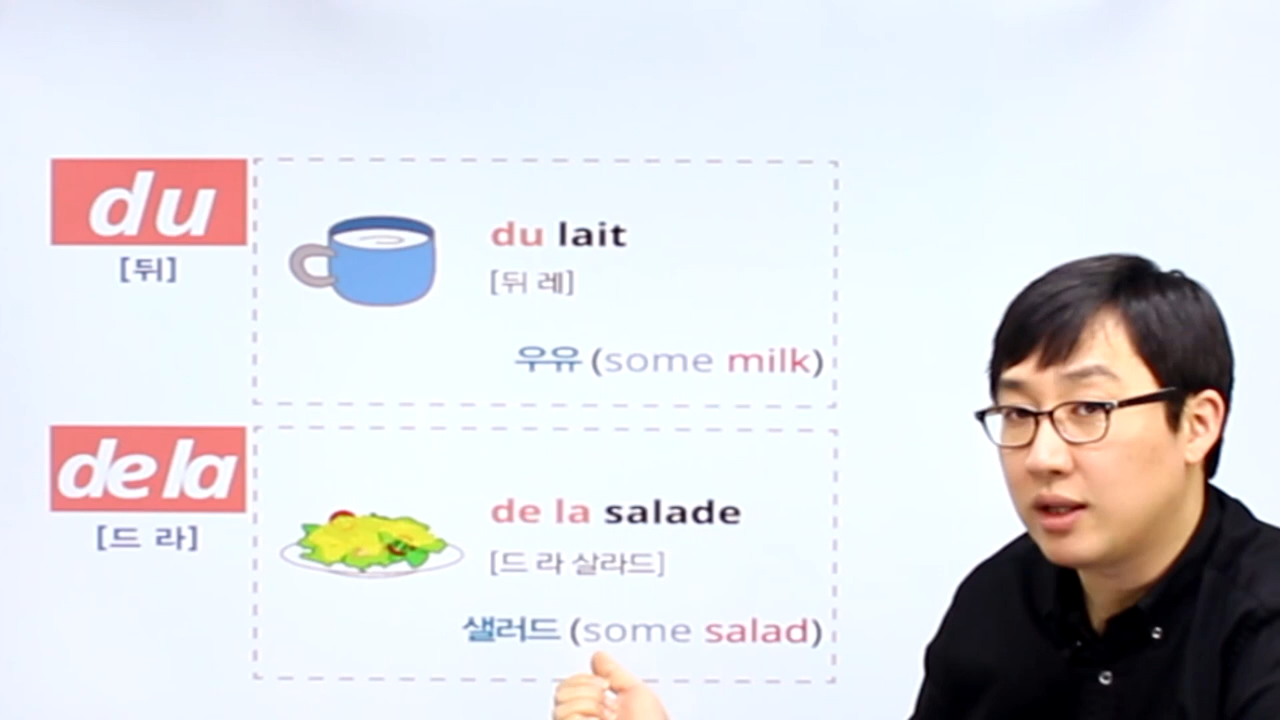 du
[뒤]
du lait
[뒤 레]
우유 (some milk)
de la
[드 라]
de la salade
[드 라 살라드]
샐러드 (some salad)